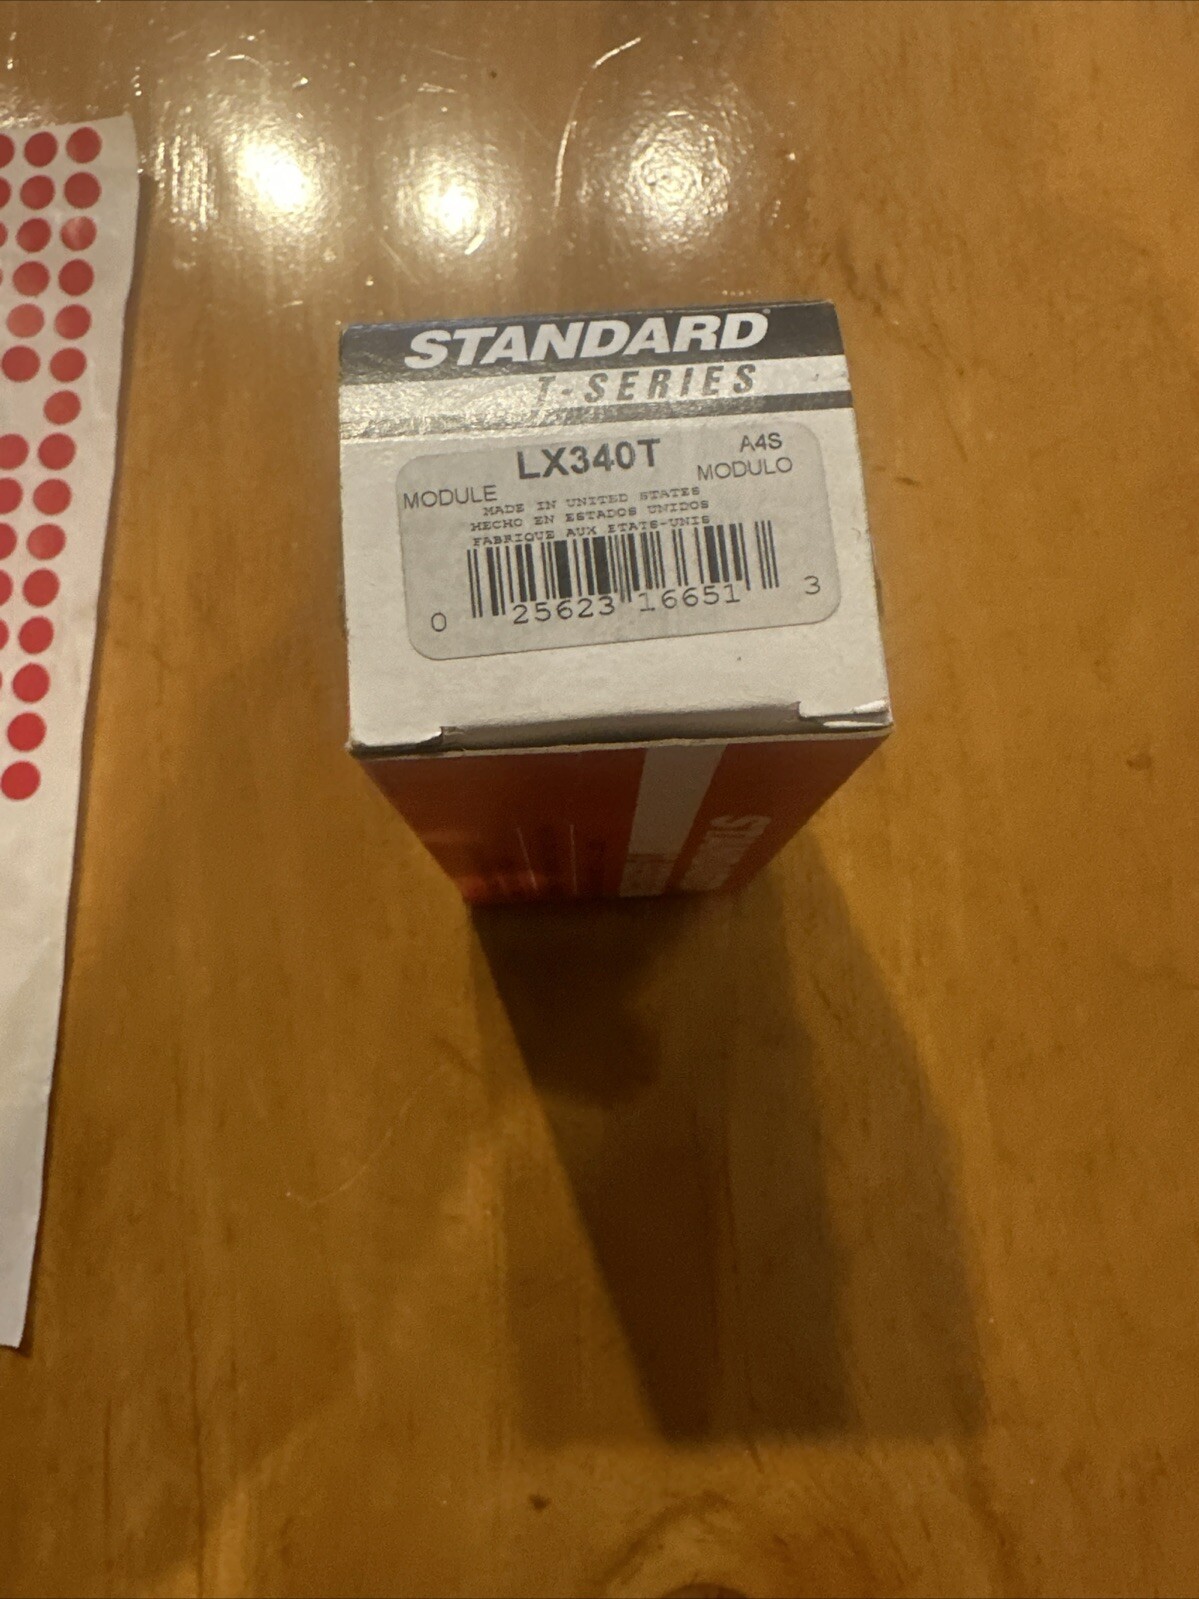 STANDARD
T-SERIES
LX340T
A4S
MODULE
MODULO
MADE IN UNITED STATES
HECHO EN ESTADOS UNIDOS
FABRIQUE AUX ETATS-UNIS
0 25623 16651 3